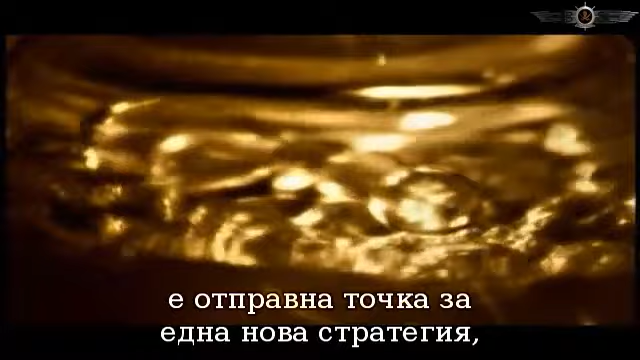 е отправна точка за
една нова стратегия,